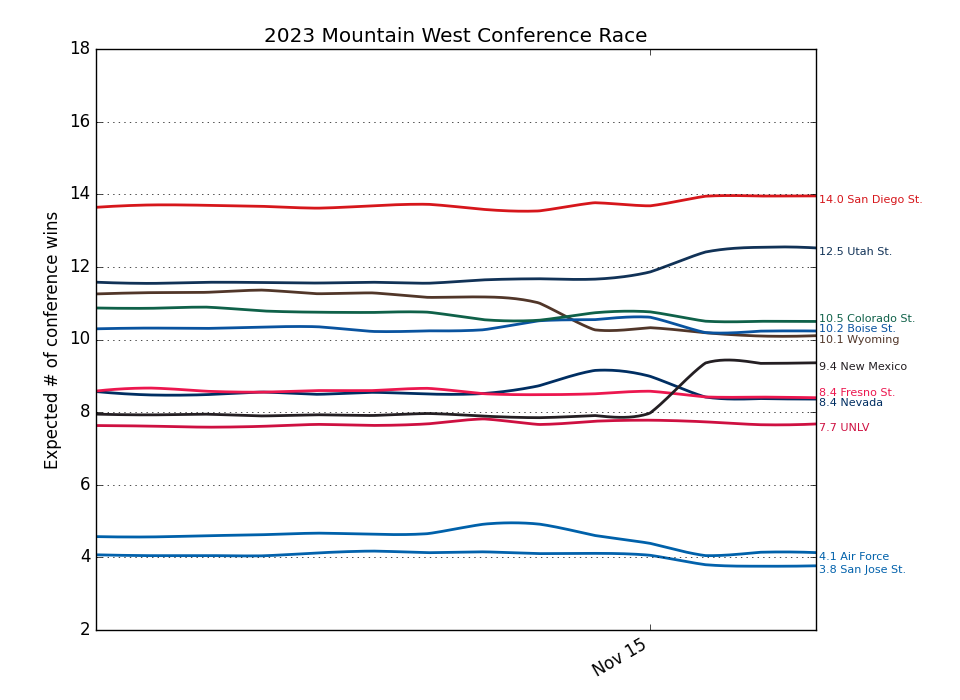 2023 Mountain West Conference Race
Expected # of conference wins
18
16
14
12
10
8
6
4
2
14.0 San Diego St.
12.5 Utah St.
10.5 Colorado St.
10.2 Boise St.
10.1 Wyoming
9.4 New Mexico
8.4 Fresno St.
8.4 Nevada
7.7 UNLV
4.1 Air Force
3.8 San Jose St.
Nov 15